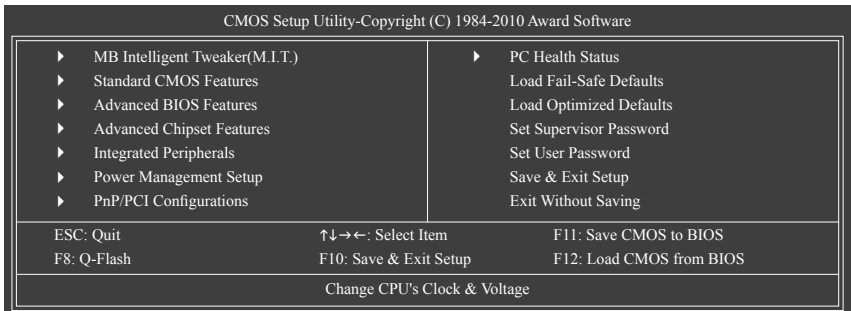 CMOS Setup Utility-Copyright (C) 1984-2010 Award Software
MB Intelligent Tweaker(M.I.T.)
Standard CMOS Features
Advanced BIOS Features
Advanced Chipset Features
Integrated Peripherals
Power Management Setup
PnP/PCI Configurations
PC Health Status
Load Fail-Safe Defaults
Load Optimized Defaults
Set Supervisor Password
Set User Password
Save & Exit Setup
Exit Without Saving
ESC: Quit ↑↓→←: Select Item F11: Save CMOS to BIOS
F8: Q-Flash F10: Save & Exit Setup F12: Load CMOS from BIOS
Change CPU's Clock & Voltage